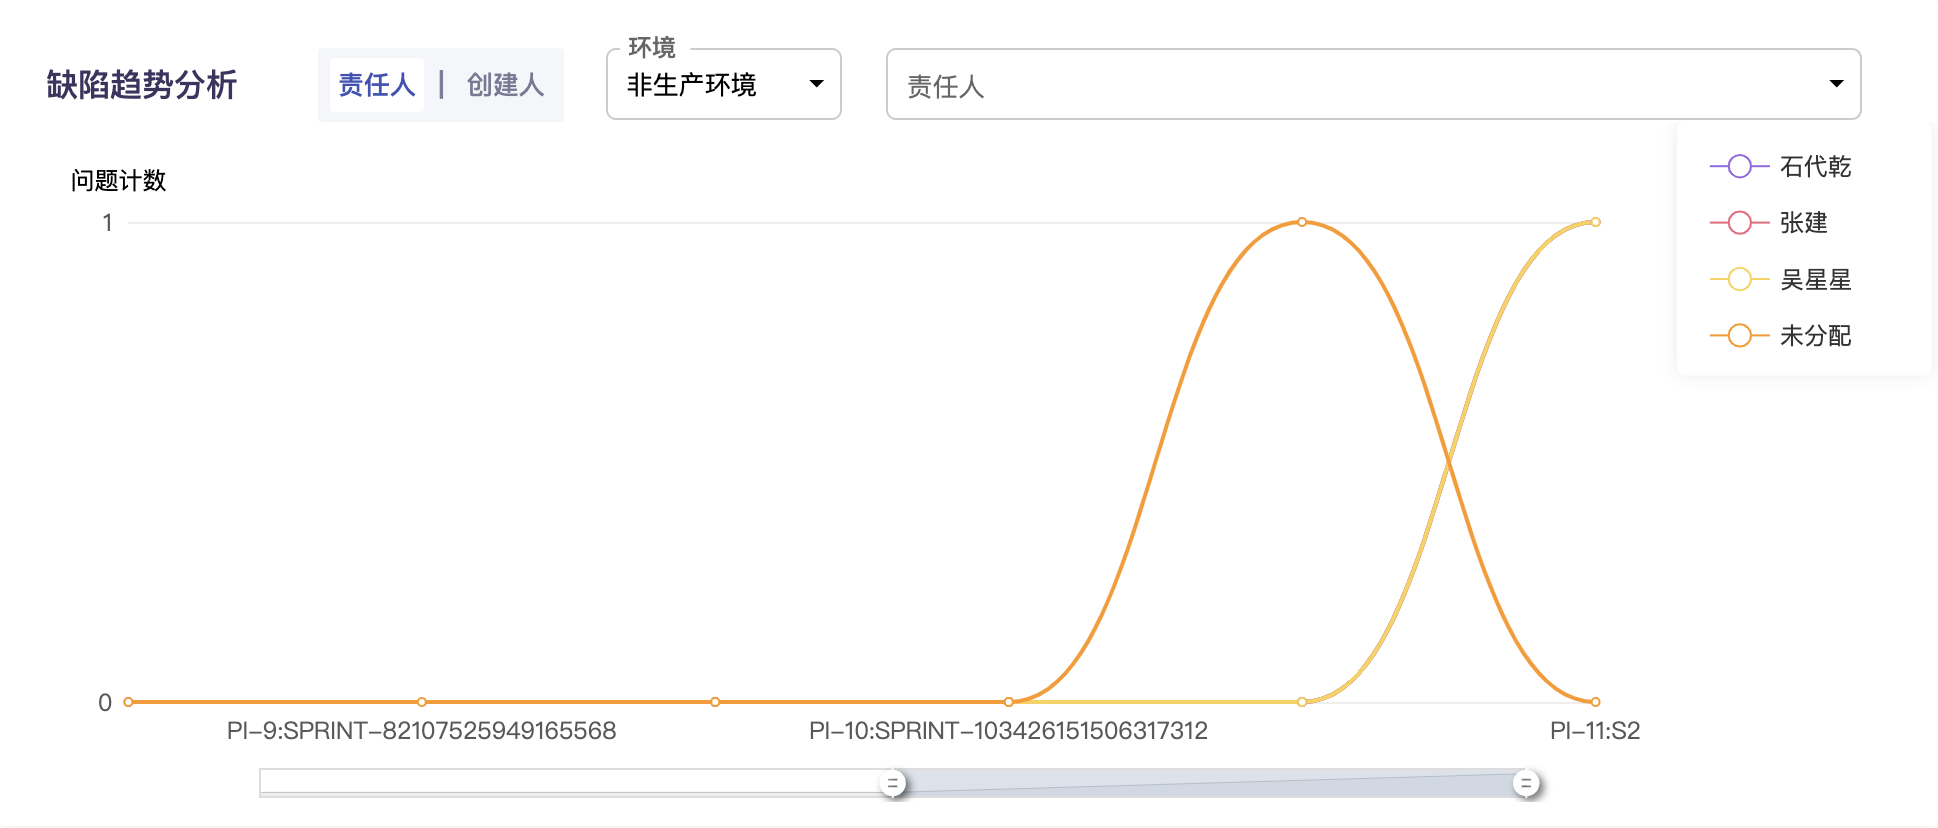 缺陷趋势分析
责任人 | 创建人
环境
非生产环境
责任人
石代乾
张建
吴星星
未分配
问题计数
1
0
PI-9:SPRINT-82107525949165568
PI-10:SPRINT-103426151506317312
PI-11:S2